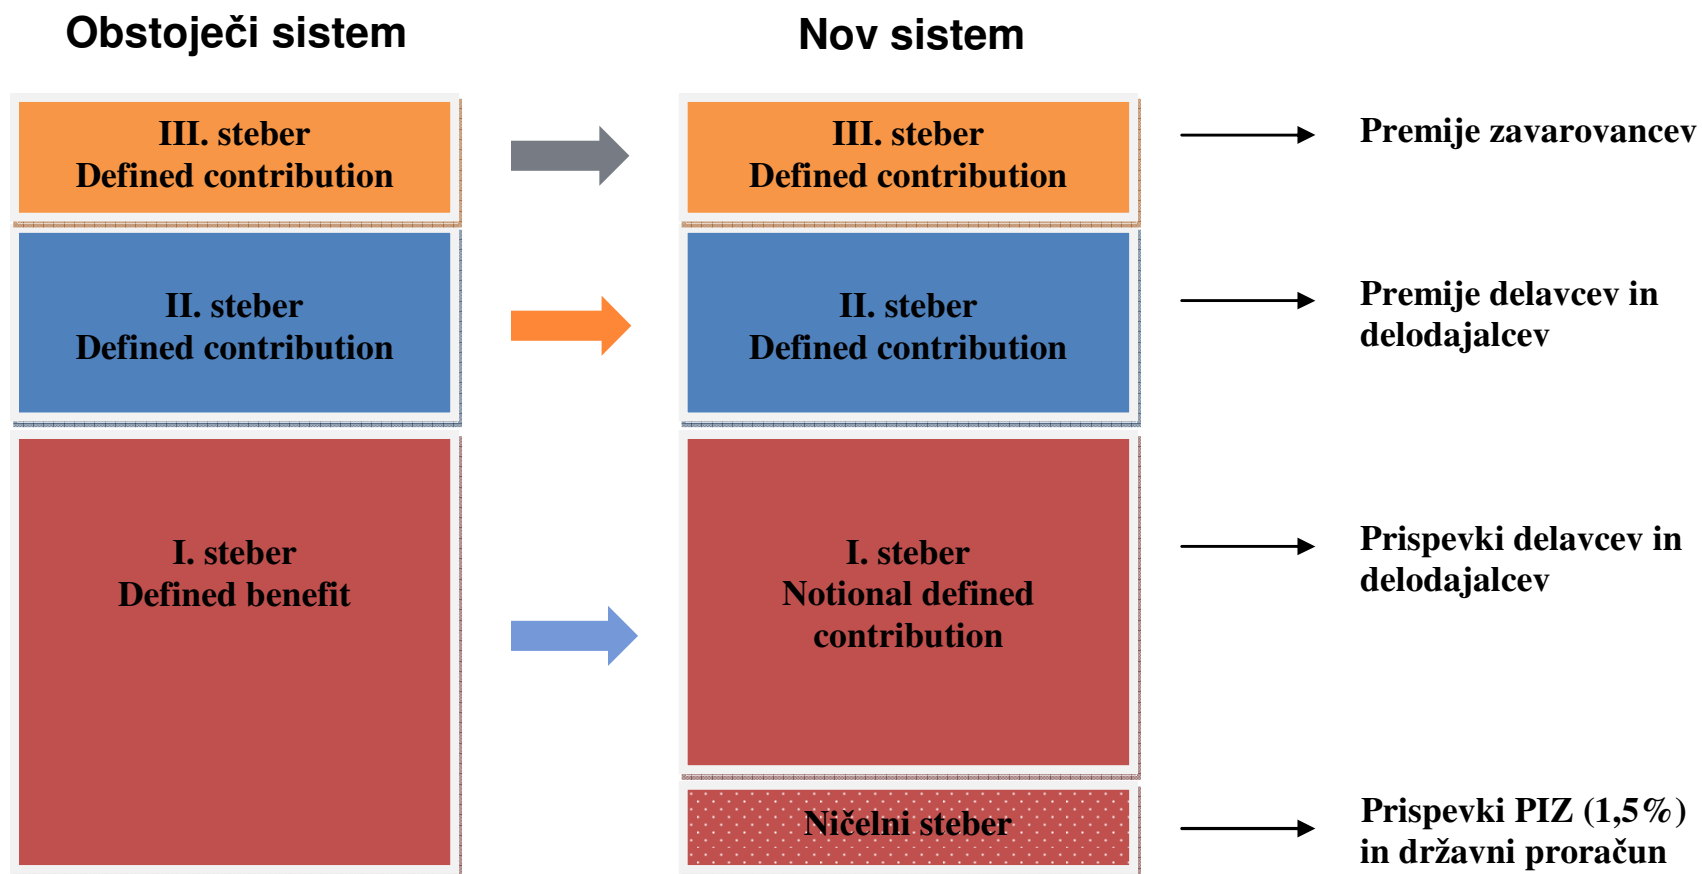 Obstoječi sistem
Nov sistem
III. steber
Defined contribution
III. steber
Defined contribution
Premije zavarovancev
II. steber
Defined contribution
II. steber
Defined contribution
Premije delavcev in
delodajalcev
I. steber
Defined benefit
I. steber
Notional defined
contribution
Prispevki delavcev in
delodajalcev
Ničelni steber
Prispevki PIZ (1,5%)
in državni proračun